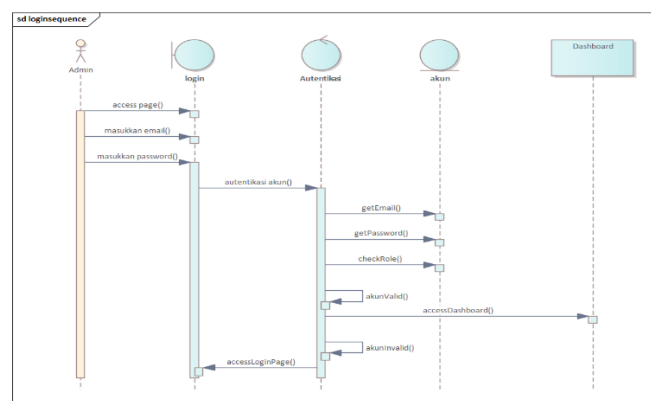 sd loginsequence
Admin
login
Autentikasi
akun
Dashboard
access page()
masukkan email()
masukkan password()
autentikasi akun()
getEmail()
getPassword()
checkRole()
akunValid()
accessDashboard()
akunInvalid()
accessLoginPage()